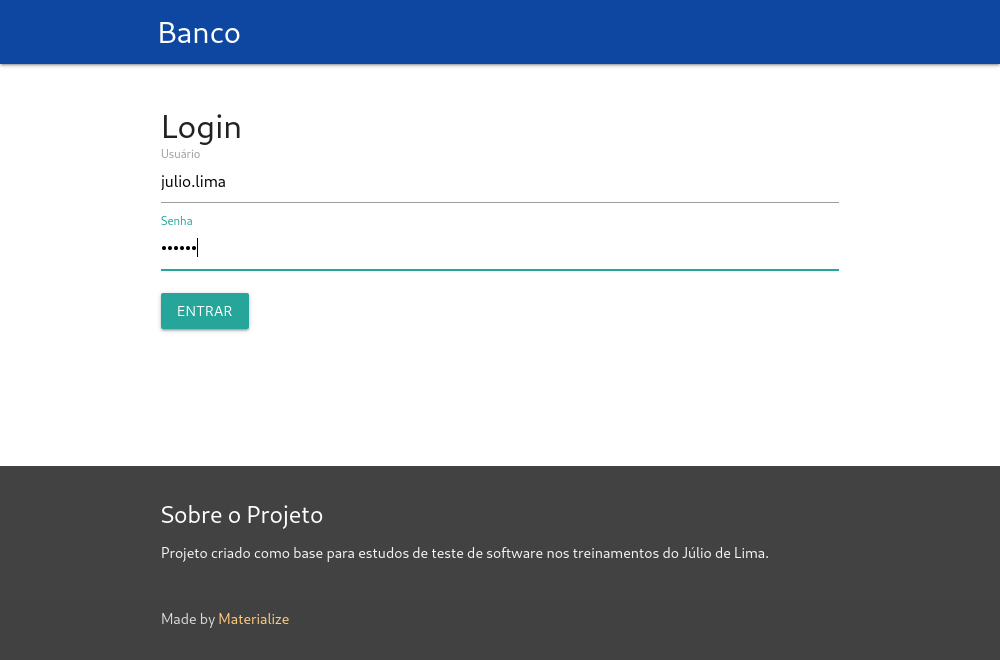 Banco
Login
Usuário
julio.lima
Senha
••••••
ENTRAR
Sobre o Projeto
Projeto criado como base para estudos de teste de software nos treinamentos do Júlio de Lima.
Made by Materialize